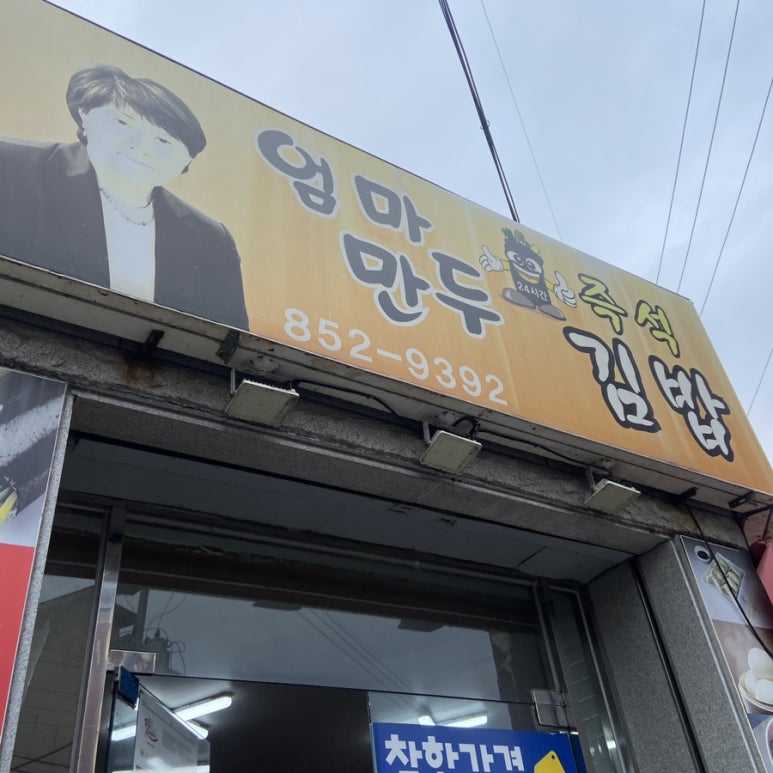 엄마
만두
24시간
즉석
김밥
852-9392
착한가격